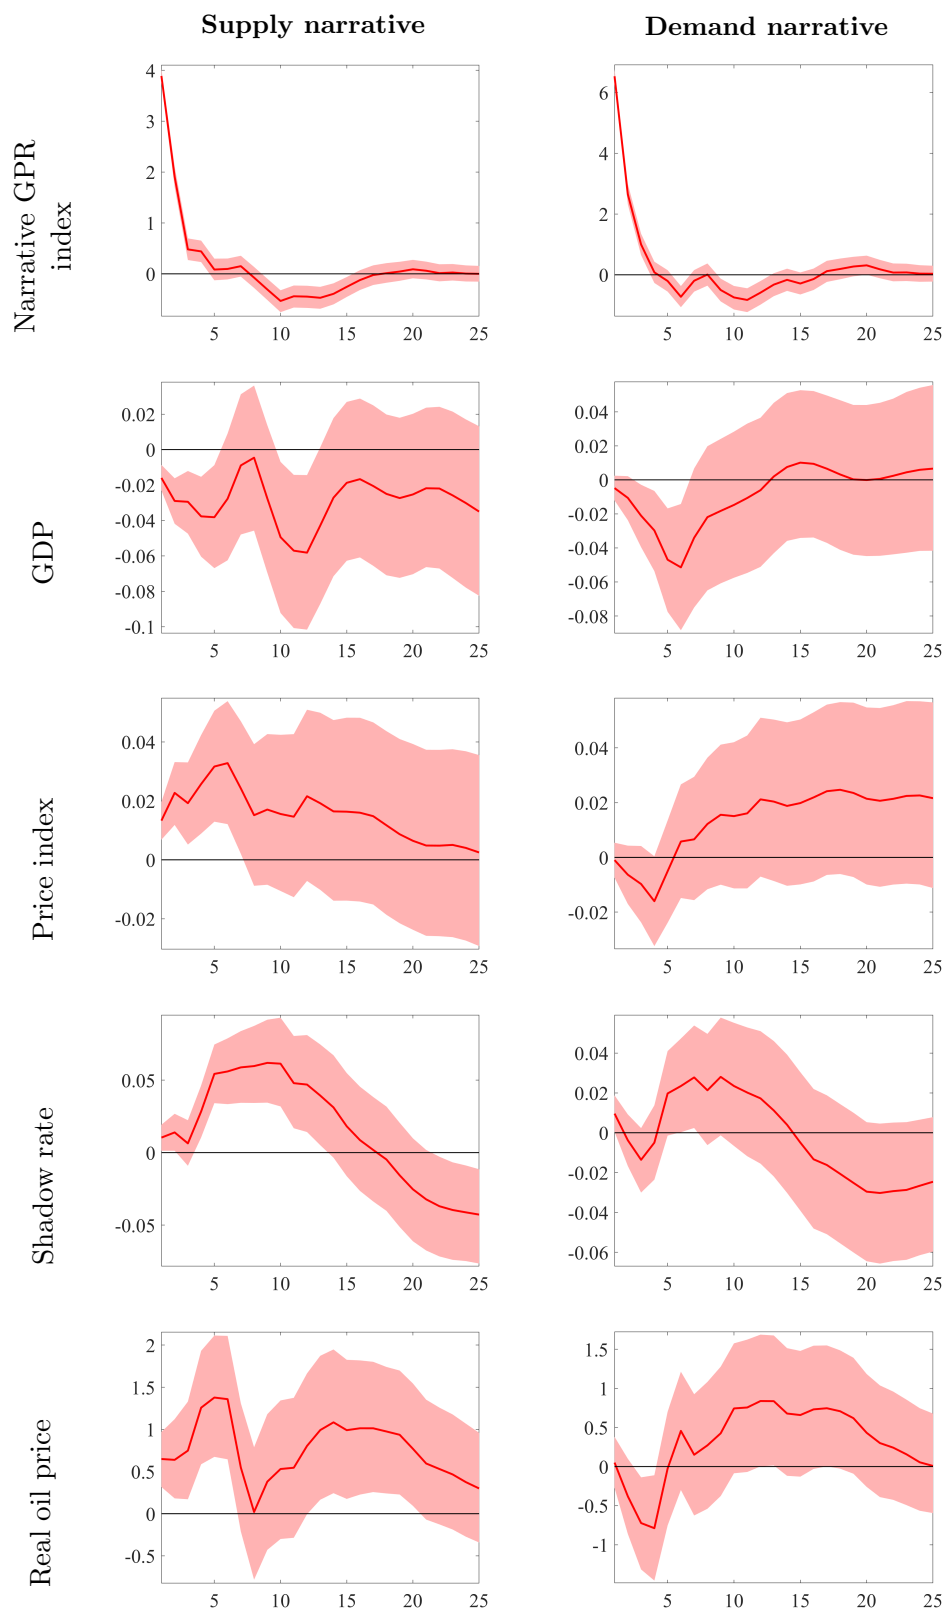 Supply narrative
Demand narrative
Narrative GPR
index
4
3
2
1
0
5 10 15 20 25
6
4
2
0
5 10 15 20 25
GDP
0.02
0
-0.02
-0.04
-0.06
-0.08
-0.1
5 10 15 20 25
0.04
0.02
0
-0.02
-0.04
-0.06
-0.08
5 10 15 20 25
Price index
0.04
0.02
0
-0.02
5 10 15 20 25
0.04
0.02
0
-0.02
5 10 15 20 25
Shadow rate
0.05
0
-0.05
5 10 15 20 25
0.04
0.02
0
-0.02
-0.04
-0.06
5 10 15 20 25
Real oil price
2
1.5
1
0.5
0
-0.5
5 10 15 20 25
1.5
1
0.5
0
-0.5
-1
5 10 15 20 25